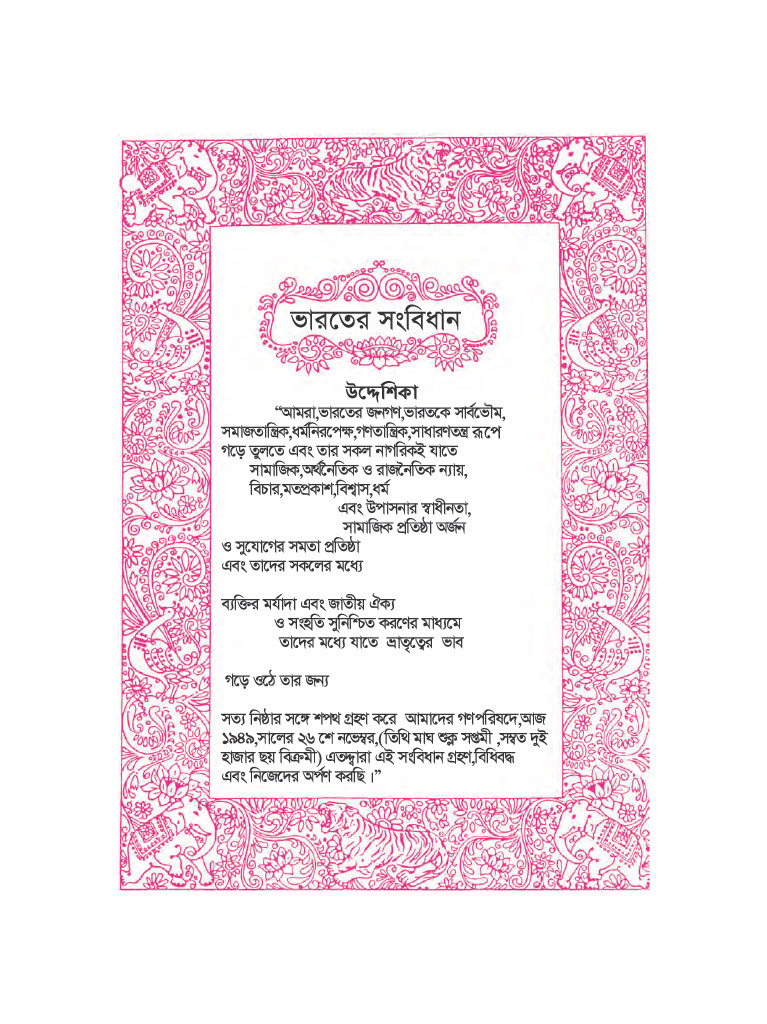 ভারতের সংবিধান
উদ্দেশিকা
“আমরা,ভারতের জনগণ,ভারতকে সার্বভৌম,
সমাজতান্ত্রিক,ধর্মনিরপেক্ষ,গণতান্ত্রিক,সাধারণতন্ত্র রূপে
গড়ে তুলতে এবং তার সকল নাগরিকই যাতে
সামাজিক,অর্থনৈতিক ও রাজনৈতিক ন্যায়,
বিচার,মতপ্রকাশ,বিশ্বাস,ধর্ম
এবং উপাসনার স্বাধীনতা,
সামাজিক প্রতিষ্ঠা অর্জন
ও সুযোগের সমতা প্রতিষ্ঠা
এবং তাদের সকলের মধ্যে
ব্যক্তির মর্যাদা এবং জাতীয় ঐক্য
ও সংহতি সুনিশ্চিত করণের মাধ্যমে
তাদের মধ্যে যাতে ভ্রাতৃত্বের ভাব
গড়ে ওঠে তার জন্য
সত্য নিষ্ঠার সঙ্গে শপথ গ্রহণ করে আমাদের গণপরিষদে,আজ
১৯৪৯,সালের ২৬ শে নভেম্বর,(তিথি মাঘ শুক্ল সপ্তমী ,সম্বত দুই
হাজার ছয় বিক্রমী) এতদ্দ্বারা এই সংবিধান গ্রহণ,বিধিবদ্ধ
এবং নিজেদের অর্পণ করছি।”